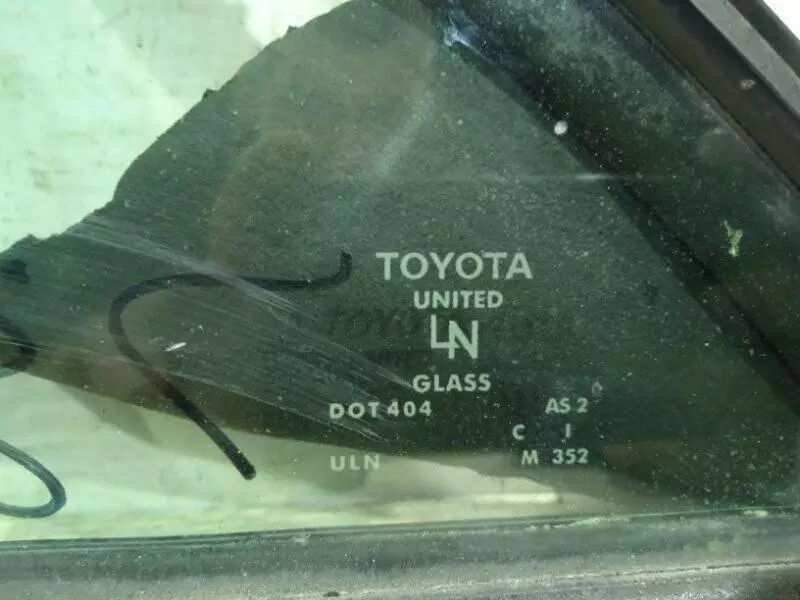 TOYOTA
UNITED
LN
GLASS
DOT 404 AS 2
C I
ULN M 352